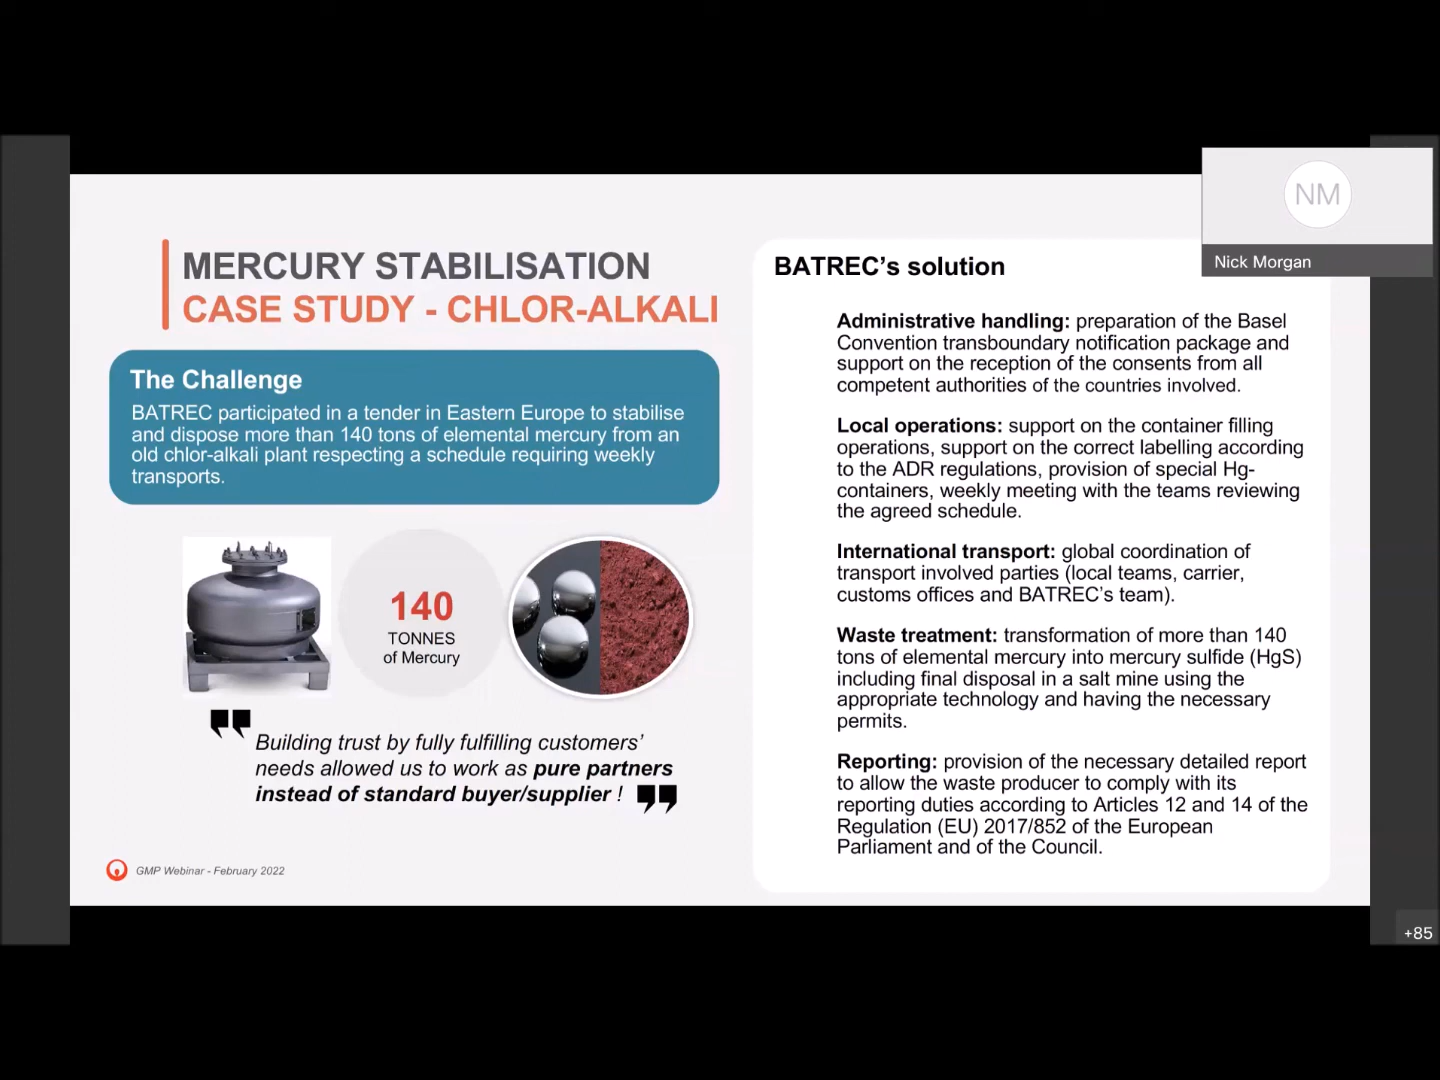 MERCURY STABILISATION
CASE STUDY - CHLOR-ALKALI
The Challenge
BATREC participated in a tender in Eastern Europe to stabilise
and dispose more than 140 tons of elemental mercury from an
old chlor-alkali plant respecting a schedule requiring weekly
transports.
140
TONNES
of Mercury
Building trust by fully fulfilling customers’
needs allowed us to work as pure partners
instead of standard buyer/supplier !
GMP Webinar - February 2022
BATREC’s solution
Administrative handling: preparation of the Basel
Convention transboundary notification package and
support on the reception of the consents from all
competent authorities of the countries involved.
Local operations: support on the container filling
operations, support on the correct labelling according
to the ADR regulations, provision of special Hg-
containers, weekly meeting with the teams reviewing
the agreed schedule.
International transport: global coordination of
transport involved parties (local teams, carrier,
customs offices and BATREC’s team).
Waste treatment: transformation of more than 140
tons of elemental mercury into mercury sulfide (HgS)
including final disposal in a salt mine using the
appropriate technology and having the necessary
permits.
Reporting: provision of the necessary detailed report
to allow the waste producer to comply with its
reporting duties according to Articles 12 and 14 of the
Regulation (EU) 2017/852 of the European
Parliament and of the Council.
NM
Nick Morgan
+85